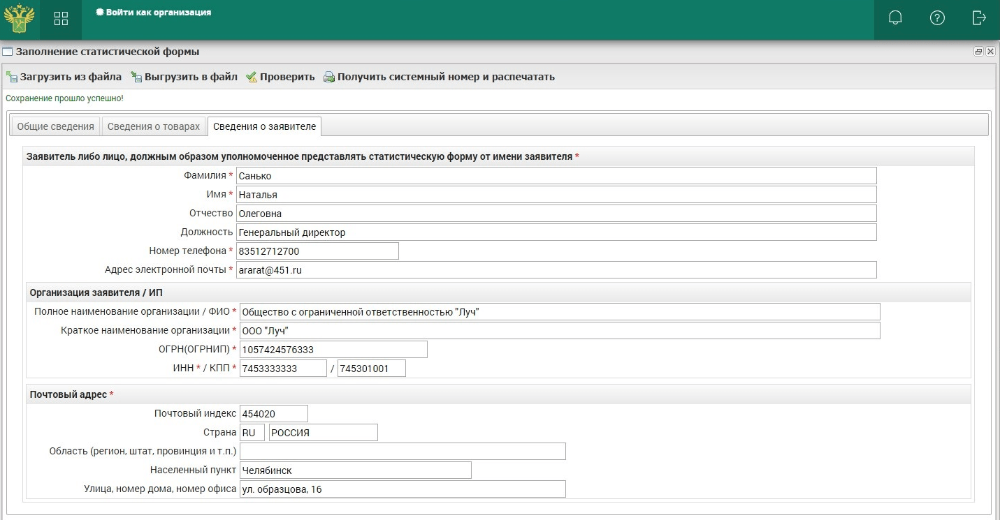 Войти как организация
Заполнение статистической формы
Загрузить из файла Выгрузить в файл Проверить Получить системный номер и распечатать
Сохранение прошло успешно!
Общие сведения Сведения о товарах Сведения о заявителе
Заявитель либо лицо, должным образом уполномоченное представлять статистическую форму от имени заявителя *
Фамилия * Санько
Имя * Наталья
Отчество Олеговна
Должность Генеральный директор
Номер телефона * 83512712700
Адрес электронной почты * ararat@451.ru
Организация заявителя / ИП
Полное наименование организации / ФИО * Общество с ограниченной ответственностью "Луч"
Краткое наименование организации * ООО "Луч"
ОГРН(ОГРНИП) * 1057424576333
ИНН * / КПП * 7453333333 / 745301001
Почтовый адрес *
Почтовый индекс 454020
Страна RU РОССИЯ
Область (регион, штат, провинция и т.п.)
Населенный пункт Челябинск
Улица, номер дома, номер офиса ул. образцова, 16